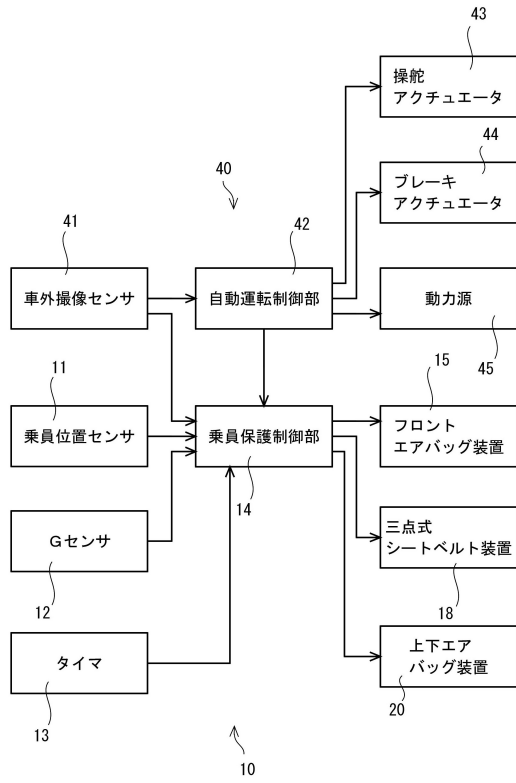 43
操舵
アクチュエータ
44
40
ブレーキ
アクチュエータ
41
42
車外撮像センサ
自動運転制御部
動力源
45
11
15
乗員位置センサ
乗員保護制御部
フロント
エアバッグ装置
14
Gセンサ
三点式
シートベルト装置
12
18
タイマ
上下エア
バッグ装置
13
20
10